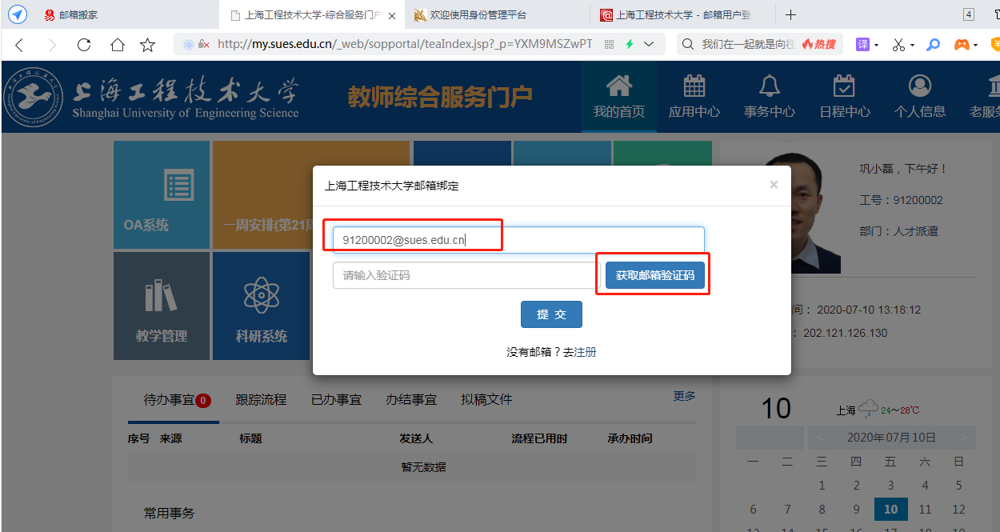 邮箱搬家
上海工程技术大学-综合服务门户
欢迎使用身份管理平台
上海工程技术大学 - 邮箱用户登
4
http://my.sues.edu.cn/_web/sopportal/teaIndex.jsp?_p=YXM9MSZwPT
我们在一起就是向往
热搜
译
上海工程技术大学
Shanghai University of Engineering Science
教师综合服务门户
我的首页
应用中心
事务中心
日程中心
个人信息
老服务
OA系统
一周安排(第21周
教学管理
科研系统
上海工程技术大学邮箱绑定
×
91200002@sues.edu.cn
请输入验证码
获取邮箱验证码
提 交
没有邮箱？去注册
巩小磊，下午好！
工号：91200002
部门：人才派遣
间： 2020-07-10 13:18:12
：202.121.126.130
待办事宜 0
跟踪流程
已办事宜
办结事宜
拟稿文件
更多
序号 来源 标题 发送人 流程已用时 承办时间
暂无数据
常用事务
10
上海 24～28℃
< 2020年07月10日 >
一 二 三 四 五 六 日
1 2 3 4 5
6 7 8 9 10 11 12
13 14 15 16 17 18 19